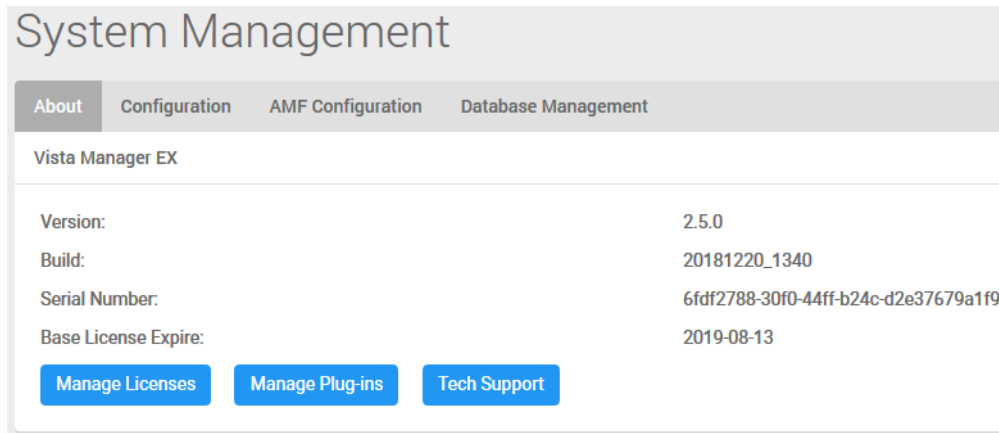 System Management
About Configuration AMF Configuration Database Management
Vista Manager EX
Version: 2.5.0
Build: 20181220_1340
Serial Number: 6fdf2788-30f0-44ff-b24c-d2e37679a1f9
Base License Expire: 2019-08-13
Manage Licenses Manage Plug-ins Tech Support